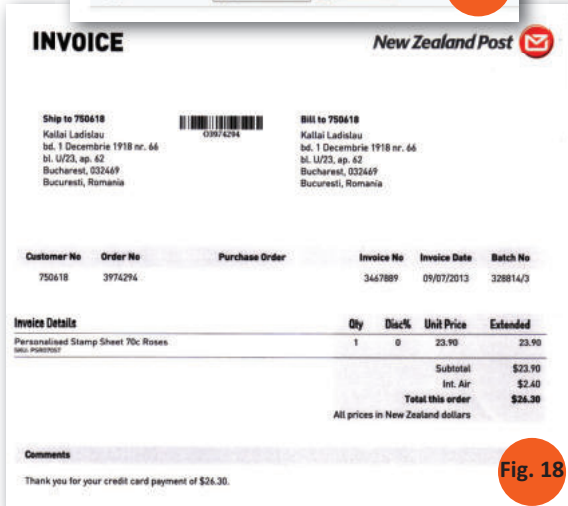 INVOICE
New Zealand Post
Ship to 750618
Kallai Ladislau
bd. 1 Decembrie 1918 nr. 66
bl. U/23, ap. 62
Bucharest, 032469
Bucuresti, Romania
03974294
Bill to 750618
Kallai Ladislau
bd. 1 Decembrie 1918 nr. 66
bl. U/23, ap. 62
Bucharest, 032469
Bucuresti, Romania
Customer No Order No Purchase Order Invoice No Invoice Date Batch No
750618 3974294 3467889 09/07/2013 328814/3
Invoice Details Qty Disc% Unit Price Extended
Personalised Stamp Sheet 70c Roses 1 0 23.90 23.90
SKU: PSR07057
Subtotal $23.90
Int. Air $2.40
Total this order $26.30
All prices in New Zealand dollars
Comments
Thank you for your credit card payment of $26.30.
Fig. 18